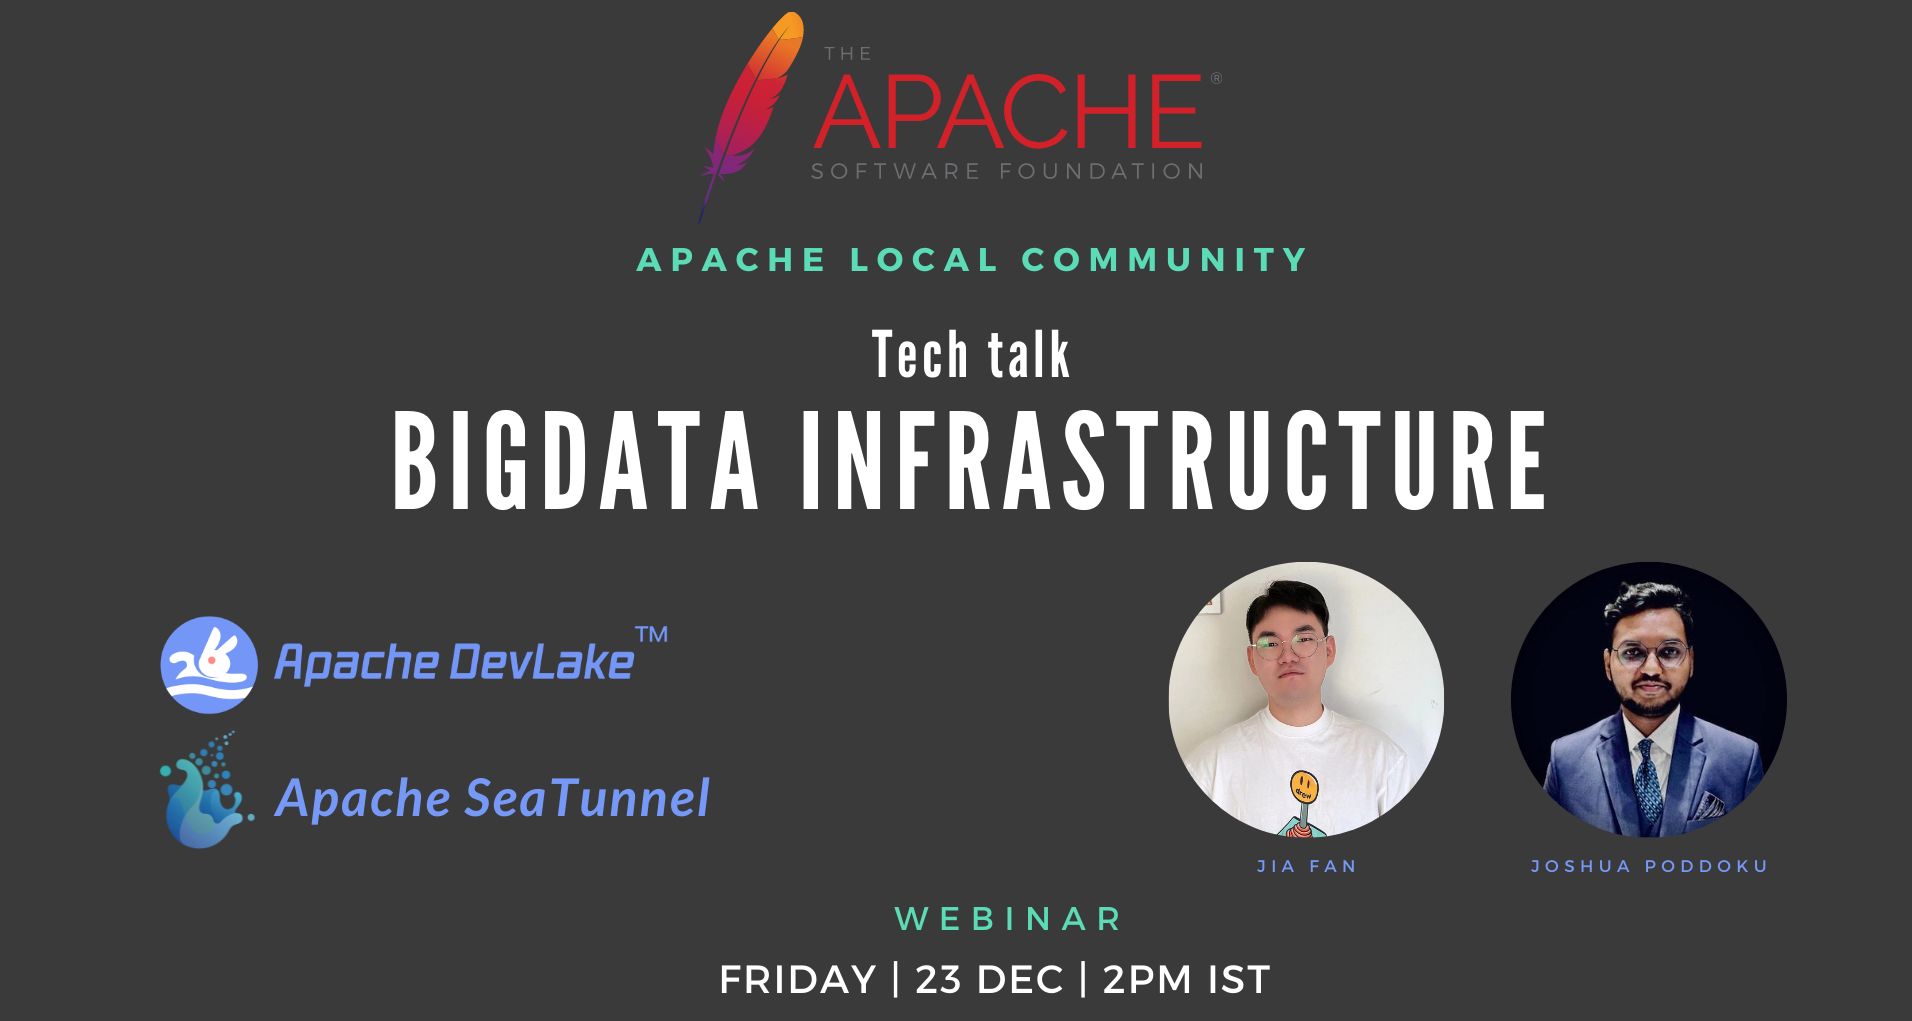 THE
APACHE®
SOFTWARE FOUNDATION
APACHE LOCAL COMMUNITY
Tech talk
BIGDATA INFRASTRUCTURE
Apache DevLake™
Apache SeaTunnel
drew
JIA FAN
JOSHUA PODDOKU
WEBINAR
FRIDAY | 23 DEC | 2PM IST